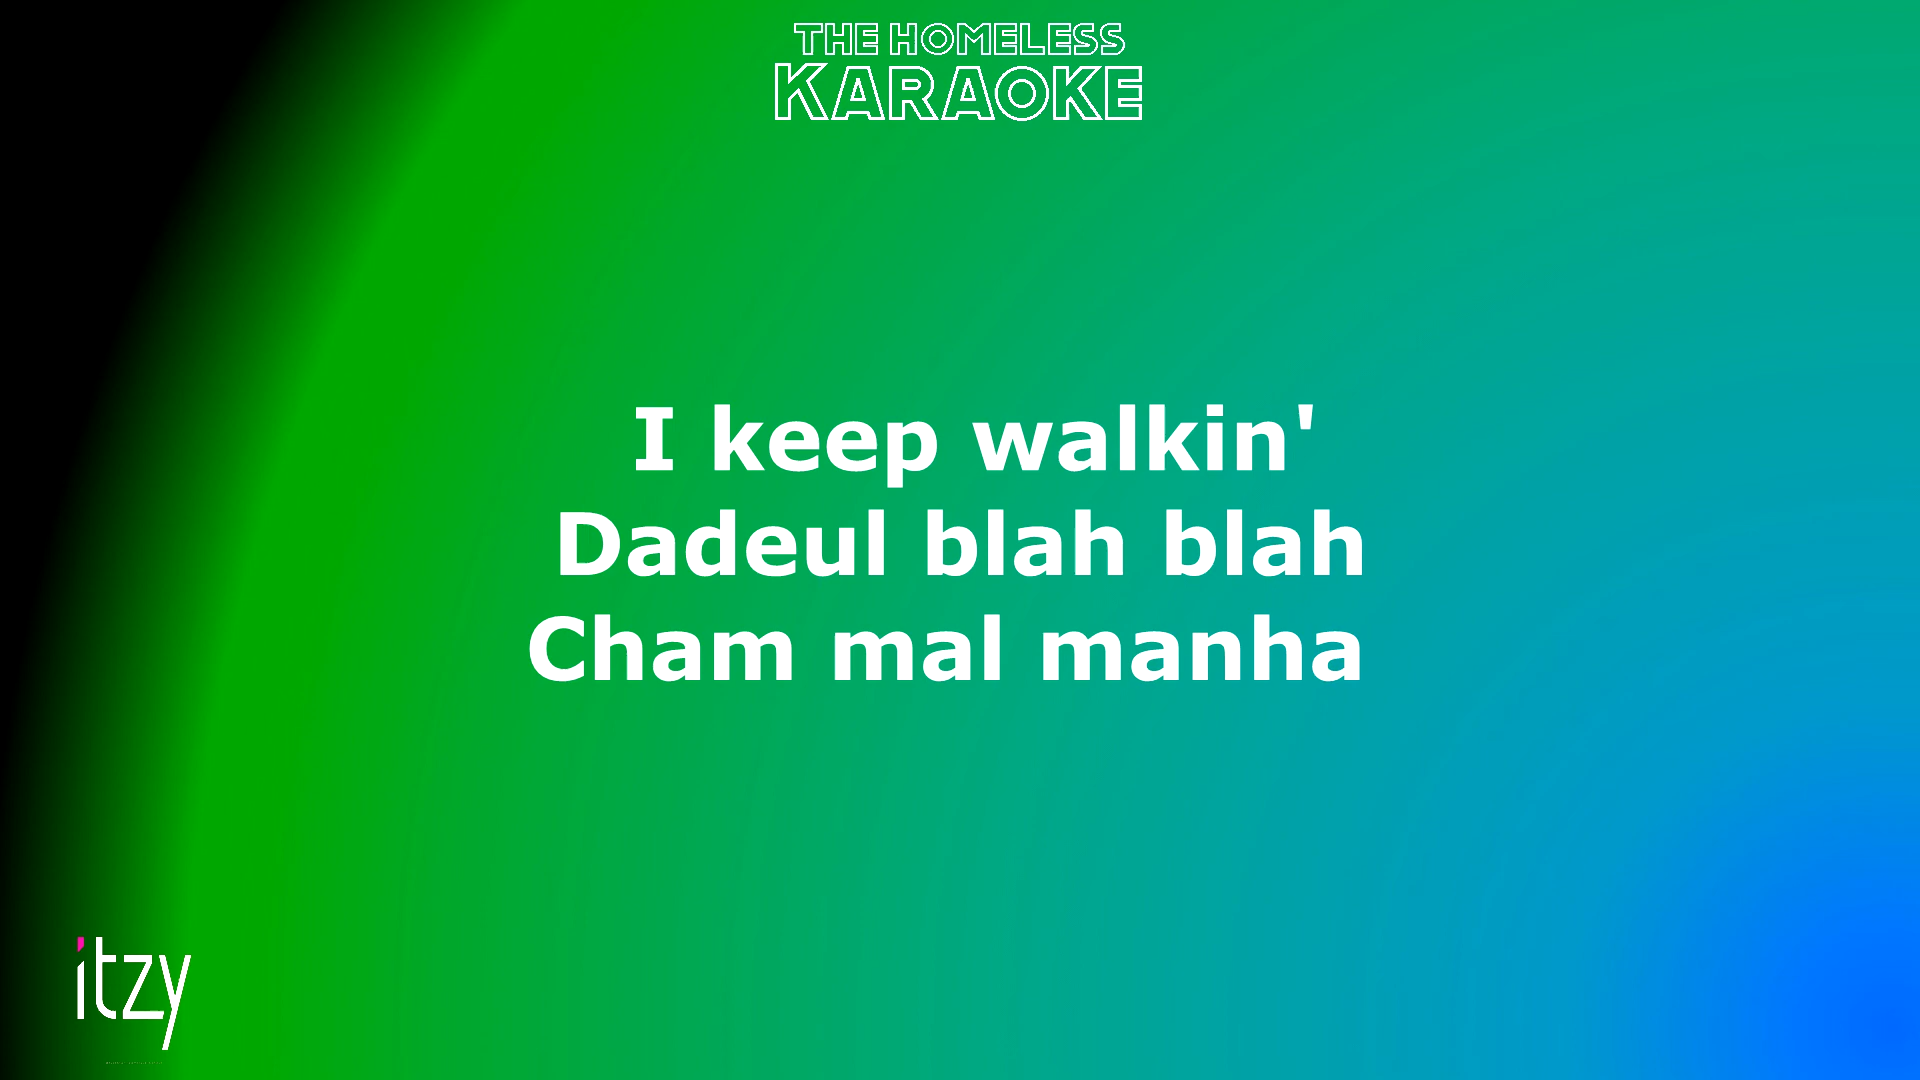 THE HOMELESS
KARAOKE
I keep walkin'
Dadeul blah blah
Cham mal manha
itzy